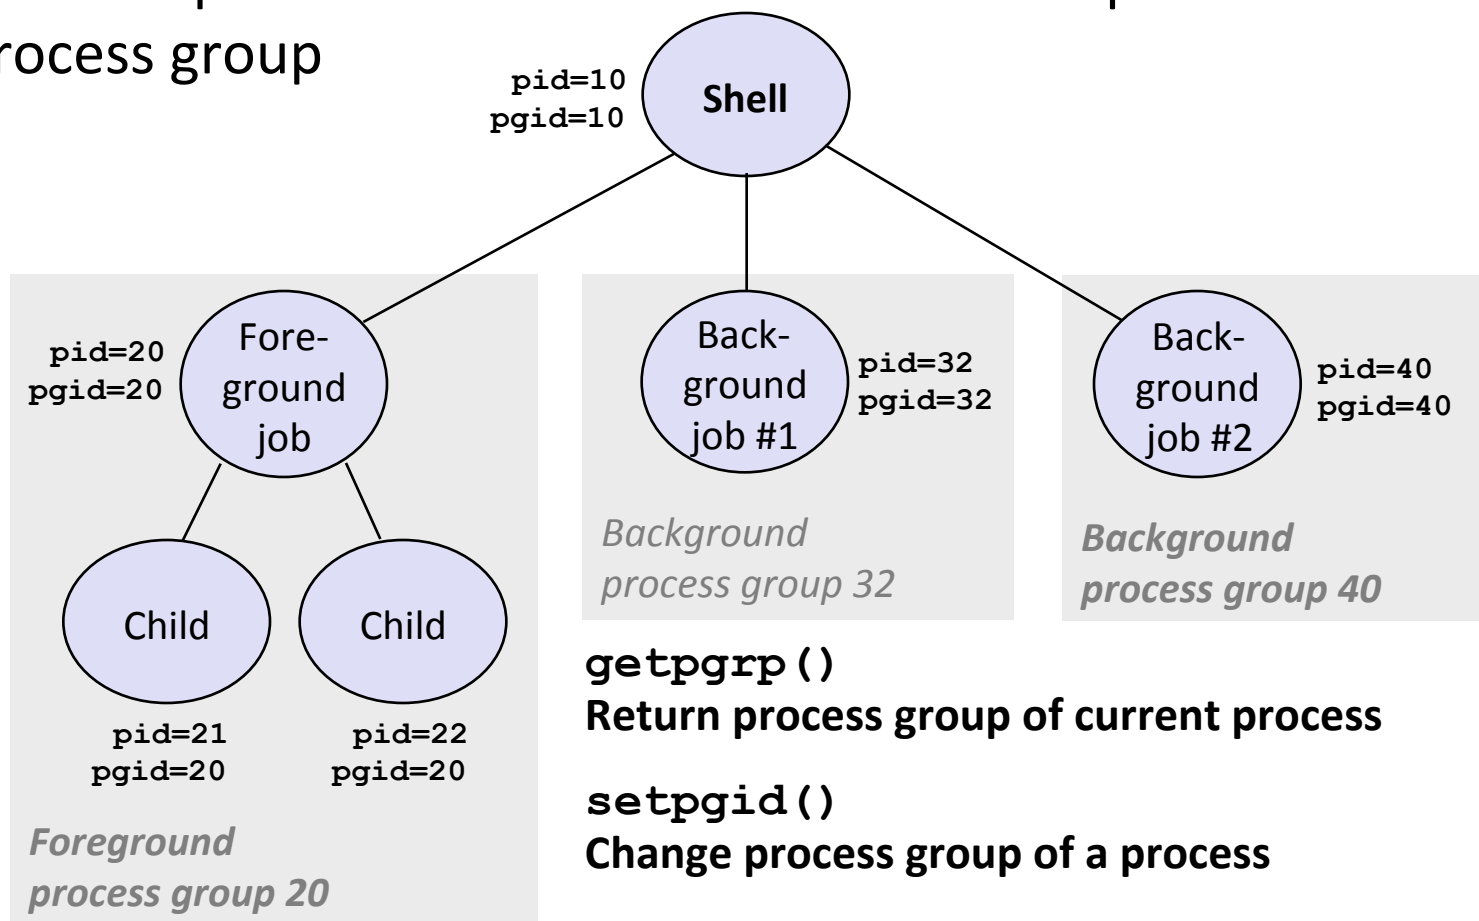 rocess group
pid=10
pgid=10
Shell
pid=20
pgid=20
Fore-
ground
job
Back-
ground
job #1
pid=32
pgid=32
Back-
ground
job #2
pid=40
pgid=40
Child
Child
pid=21
pgid=20
pid=22
pgid=20
Foreground
process group 20
Background
process group 32
Background
process group 40
getpgrp()
Return process group of current process
setpgid()
Change process group of a process